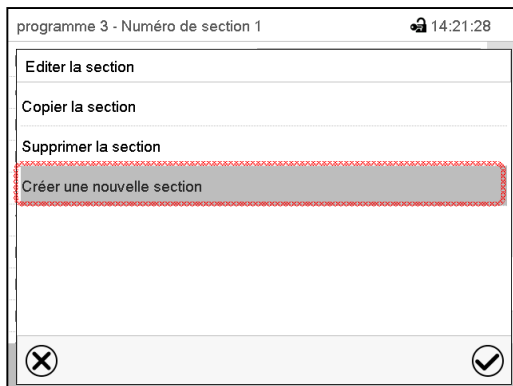 programme 3 - Numéro de section 1 14:21:28
Editer la section
Copier la section
Supprimer la section
Créer une nouvelle section